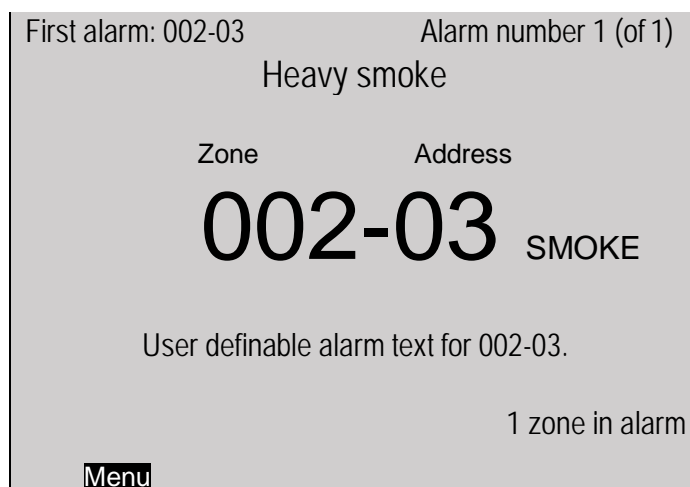 First alarm: 002-03 Alarm number 1 (of 1)
Heavy smoke
Zone Address
002-03 SMOKE
User definable alarm text for 002-03.
1 zone in alarm
Menu